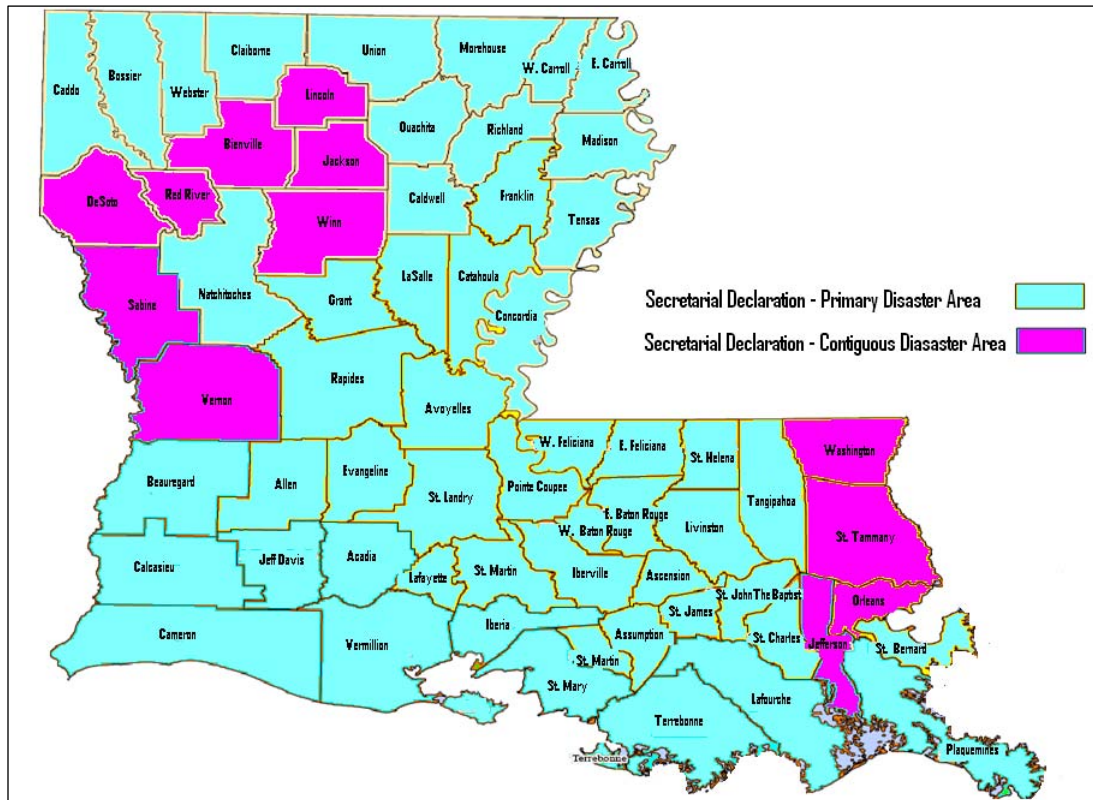 Claiborne
Union
Morehouse
W. Carroll
E. Carroll
Bossier
Caddo
Webster
Lincoln
Ouachita
Richland
Madison
Bienville
Jackson
Franklin
DeSoto
Red River
Caldwell
Winn
Tensas
LaSalle
Catahoula
Sabine
Natchitoches
Grant
Concordia
Secretarial Declaration - Primary Disaster Area
Secretarial Declaration - Contiguous Diasaster Area
Rapides
Vernon
Avoyelles
W. Feliciana
E. Feliciana
St. Helena
Washington
Beauregard
Allen
Evangeline
St. Landry
Pointe Coupee
Tangipahoa
E. Baton Rouge
W. Baton Rouge
Livinston
St. Tammany
Calcasieu
Jeff Davis
Acadia
Lafayette
St. Martin
Iberville
Ascension
St. John The Baptist
Orleans
St. James
Cameron
Vermillion
Iberia
Assumption
St. Charles
Jefferson
St. Bernard
St. Martin
St. Mary
Lafourche
Terrebonne
Plaquemines
Terrebonne